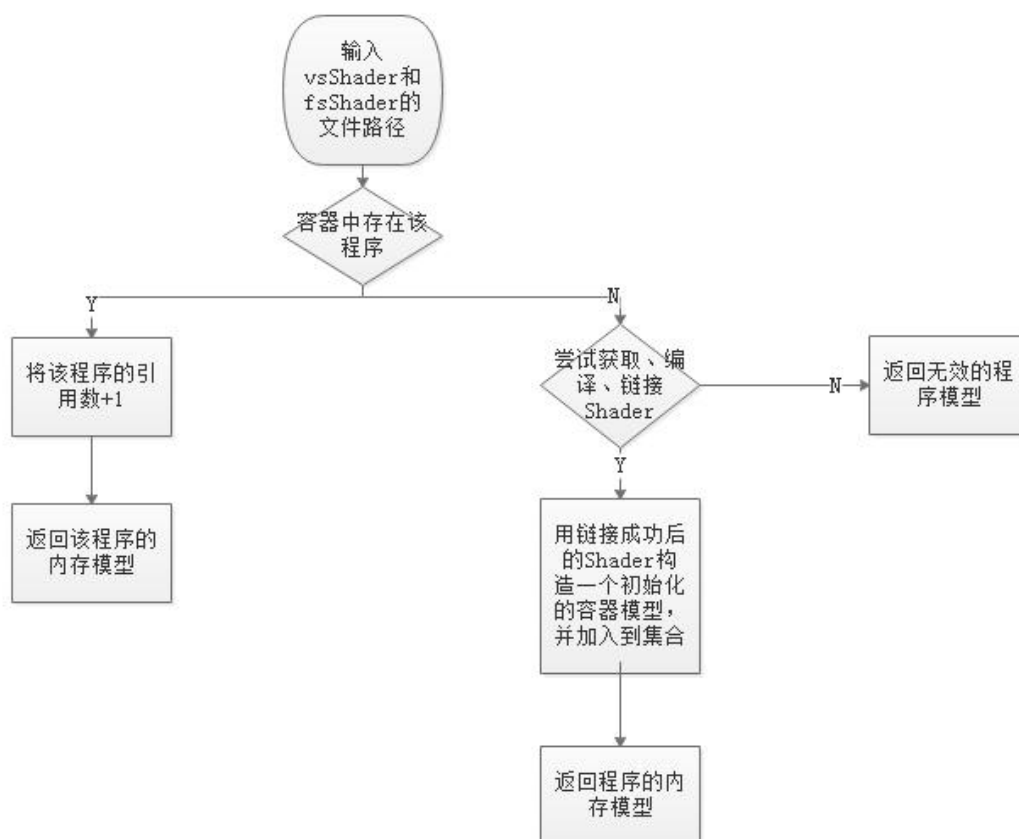 输入
vsShader和
fsShader的
文件路径
容器中存在该
程序
Y
N
将该程序的引
用数+1
尝试获取、编
译、链接
Shader
N
返回无效的程
序模型
Y
返回该程序的
内存模型
用链接成功后
的Shader构
造一个初始化
的容器模型，
并加入到集合
返回程序的内
存模型